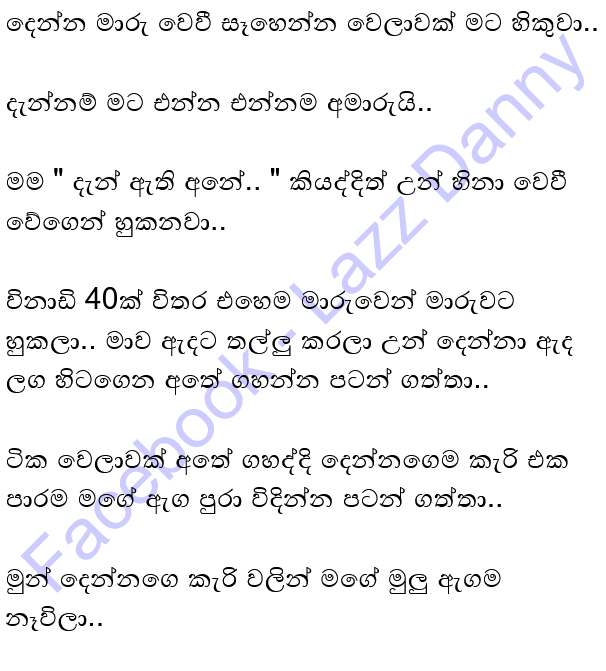 දෙන්න මාරු වෙවී සෑහෙන්න වෙලාවක් මට හිකුවා..
දැන්නම් මට එන්න එන්නම අමාරුයි..
මම " දැන් ඇති අනේ.. " කියද්දිත් උන් හිනා වෙවී
වේගෙන් හුකනවා..
විනාඩි 40ක් විතර එහෙම මාරුවෙන් මාරුවට
හුකලා.. මාව ඇදට තල්ලු කරලා උන් දෙන්නා ඇද
ලග හිටගෙන අතේ ගහන්න පටන් ගත්තා..
ටික වෙලාවක් අතේ ගහද්දි දෙන්නගෙම කැරි එක
පාරම මගේ ඇග පුරා විදින්න පටන් ගත්තා..
මුන් දෙන්නගෙ කැරි වලින් මගේ මුලු ඇගම
නෑවිලා..
Facebook - Lazz Danny